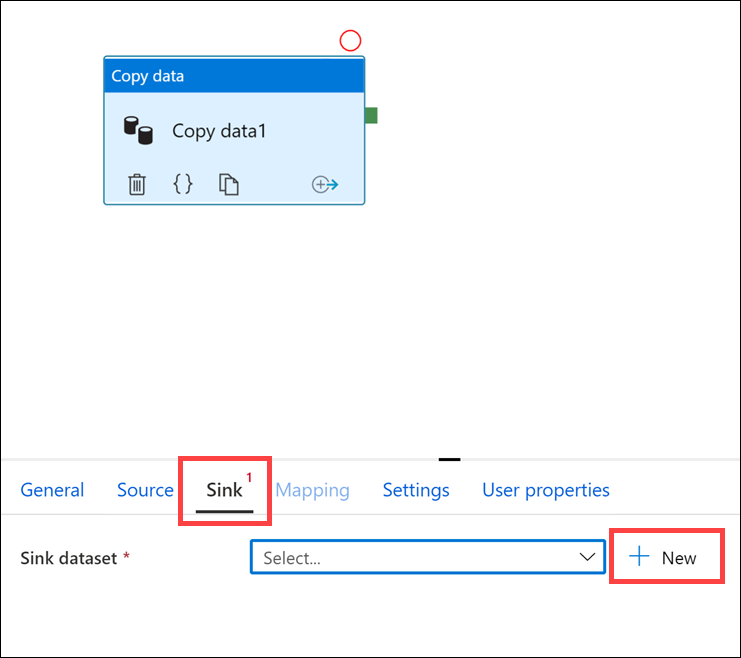 Copy data
Copy data1
{}
General Source Sink 1 Mapping Settings User properties
Sink dataset * Select... + New